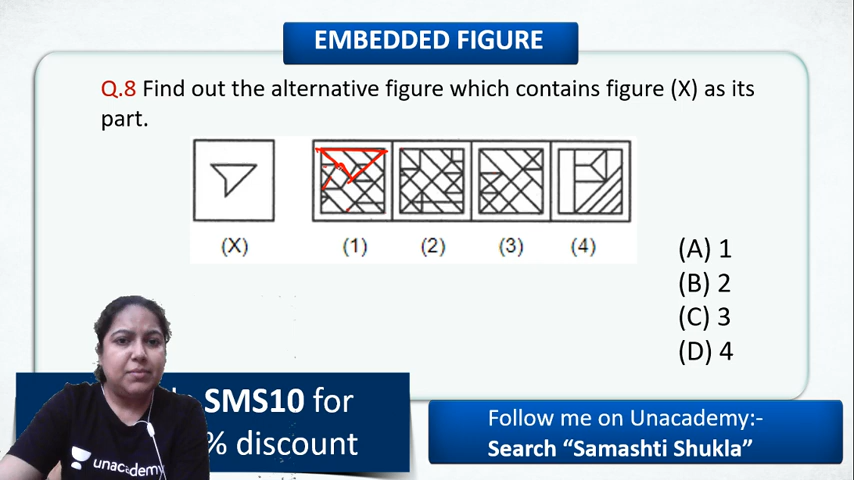 EMBEDDED FIGURE
Q.8 Find out the alternative figure which contains figure (X) as its
part.
(X) (1) (2) (3) (4)
(A) 1
(B) 2
(C) 3
(D) 4
SMS10 for
% discount
unacademy
Follow me on Unacademy:-
Search “Samashti Shukla”